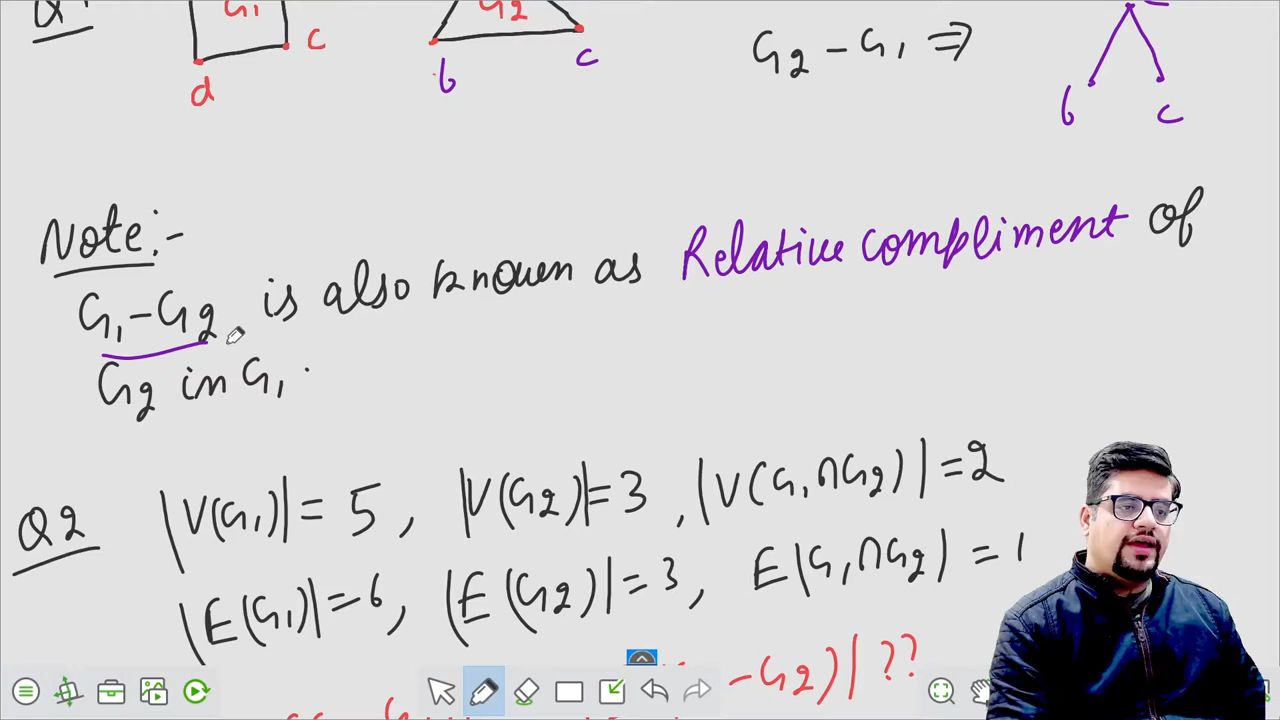 G1 G2
c
d b c
G2 - G1 ⇒
b c
Note:-
G1 - G2 is also known as Relative compliment of
G2 in G1.
Q2 |V(G1)| = 5, |V(G2)| = 3, |V(G1∩G2)| = 2
|E(G1)| = 6, |E(G2)| = 3, E|G1∩G2) = 1
- G2)| ??